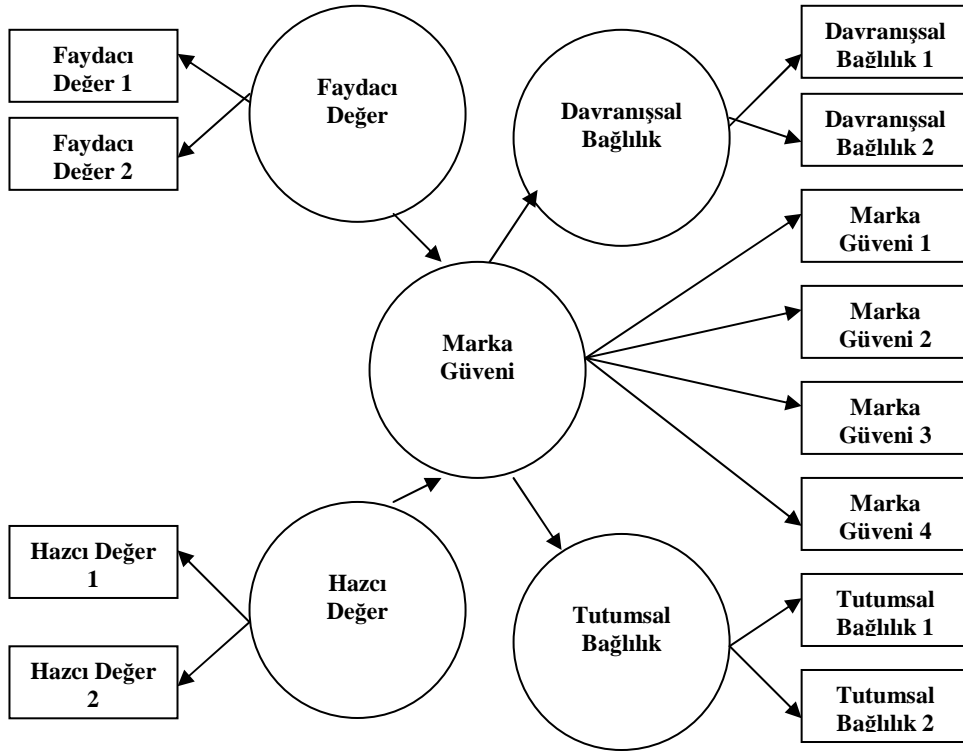 Faydacı
Değer 1
Faydacı
Değer 2
Faydacı
Değer
Davranışsal
Bağlılık
Davranışsal
Bağlılık 1
Davranışsal
Bağlılık 2
Marka
Güveni 1
Marka
Güveni 2
Marka
Güveni
Marka
Güveni 3
Marka
Güveni 4
Hazcı Değer
1
Hazcı Değer
2
Hazcı
Değer
Tutumsal
Bağlılık
Tutumsal
Bağlılık 1
Tutumsal
Bağlılık 2